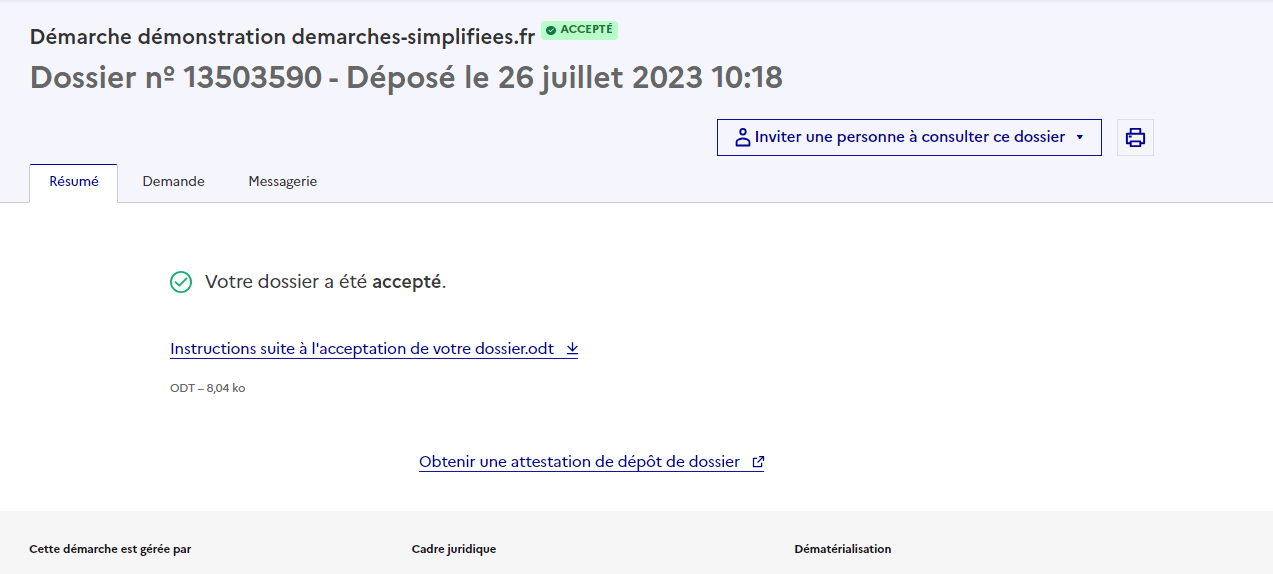 Démarche démonstration demarches-simplifiees.fr ACCEPTÉ
Dossier nº 13503590 - Déposé le 26 juillet 2023 10:18
Inviter une personne à consulter ce dossier
Résumé Demande Messagerie
Votre dossier a été accepté.
Instructions suite à l'acceptation de votre dossier.odt
ODT – 8,04 ko
Obtenir une attestation de dépôt de dossier
Cette démarche est gérée par Cadre juridique Dématérialisation